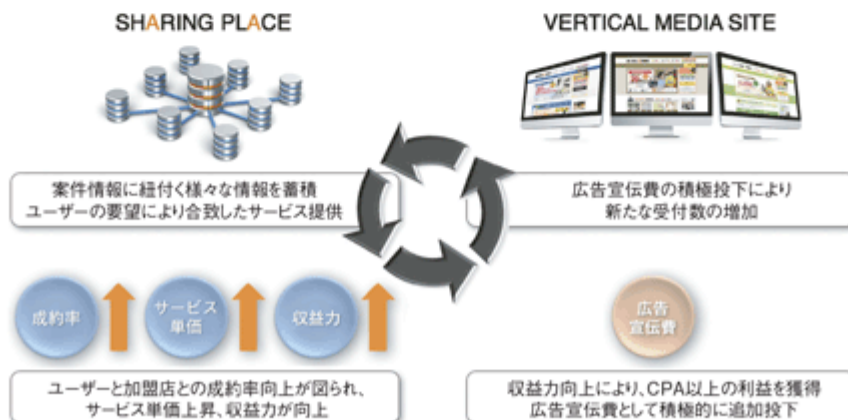 SHARING PLACE
案件情報に紐付く様々な情報を蓄積
ユーザーの要望により合致したサービス提供
VERTICAL MEDIA SITE
広告宣伝費の積極投下により
新たな受付数の増加
成約率
サービス
単価
収益力
ユーザーと加盟店との成約率向上が図られ、
サービス単価上昇、収益力が向上
広告
宣伝費
収益力向上により、CPA以上の利益を獲得
広告宣伝費として積極的に追加投下